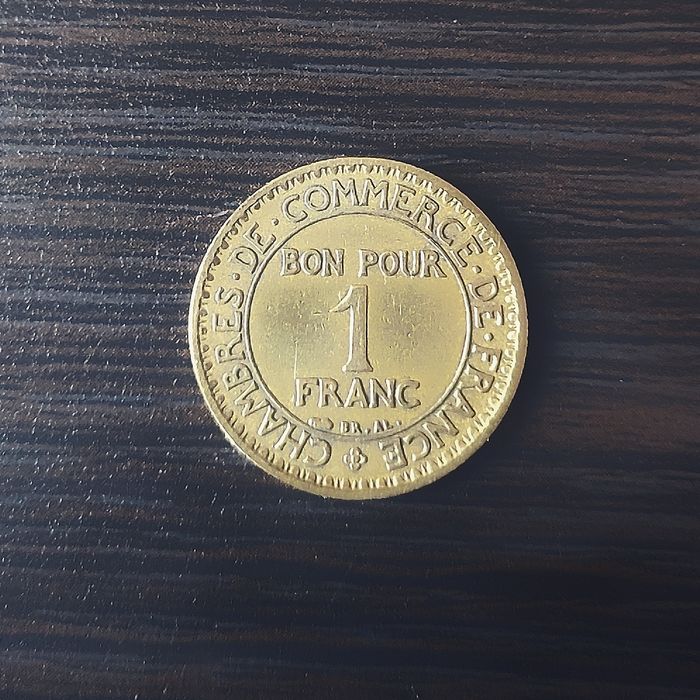 CHAMBRES·DE·COMMERCE·DE·FRANCE
BON POUR
1
FRANC
BR.AL.